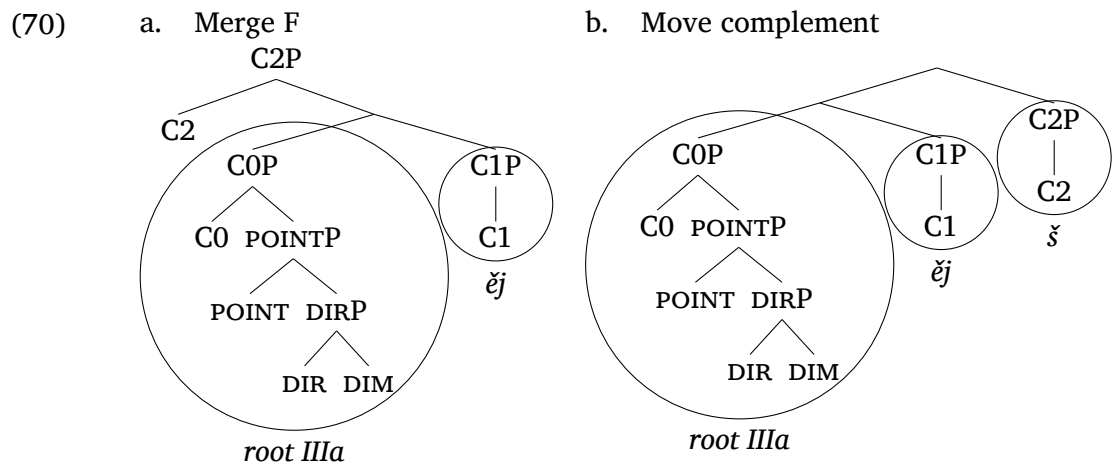 (70) a. Merge F b. Move complement
C2P
C2
C0P C1P
C0 POINTP C1
ěj
POINT DIRP
DIR DIM
root IIIa
C2P
C0P C1P C2
C0 POINTP C1 š
ěj
POINT DIRP
DIR DIM
root IIIa